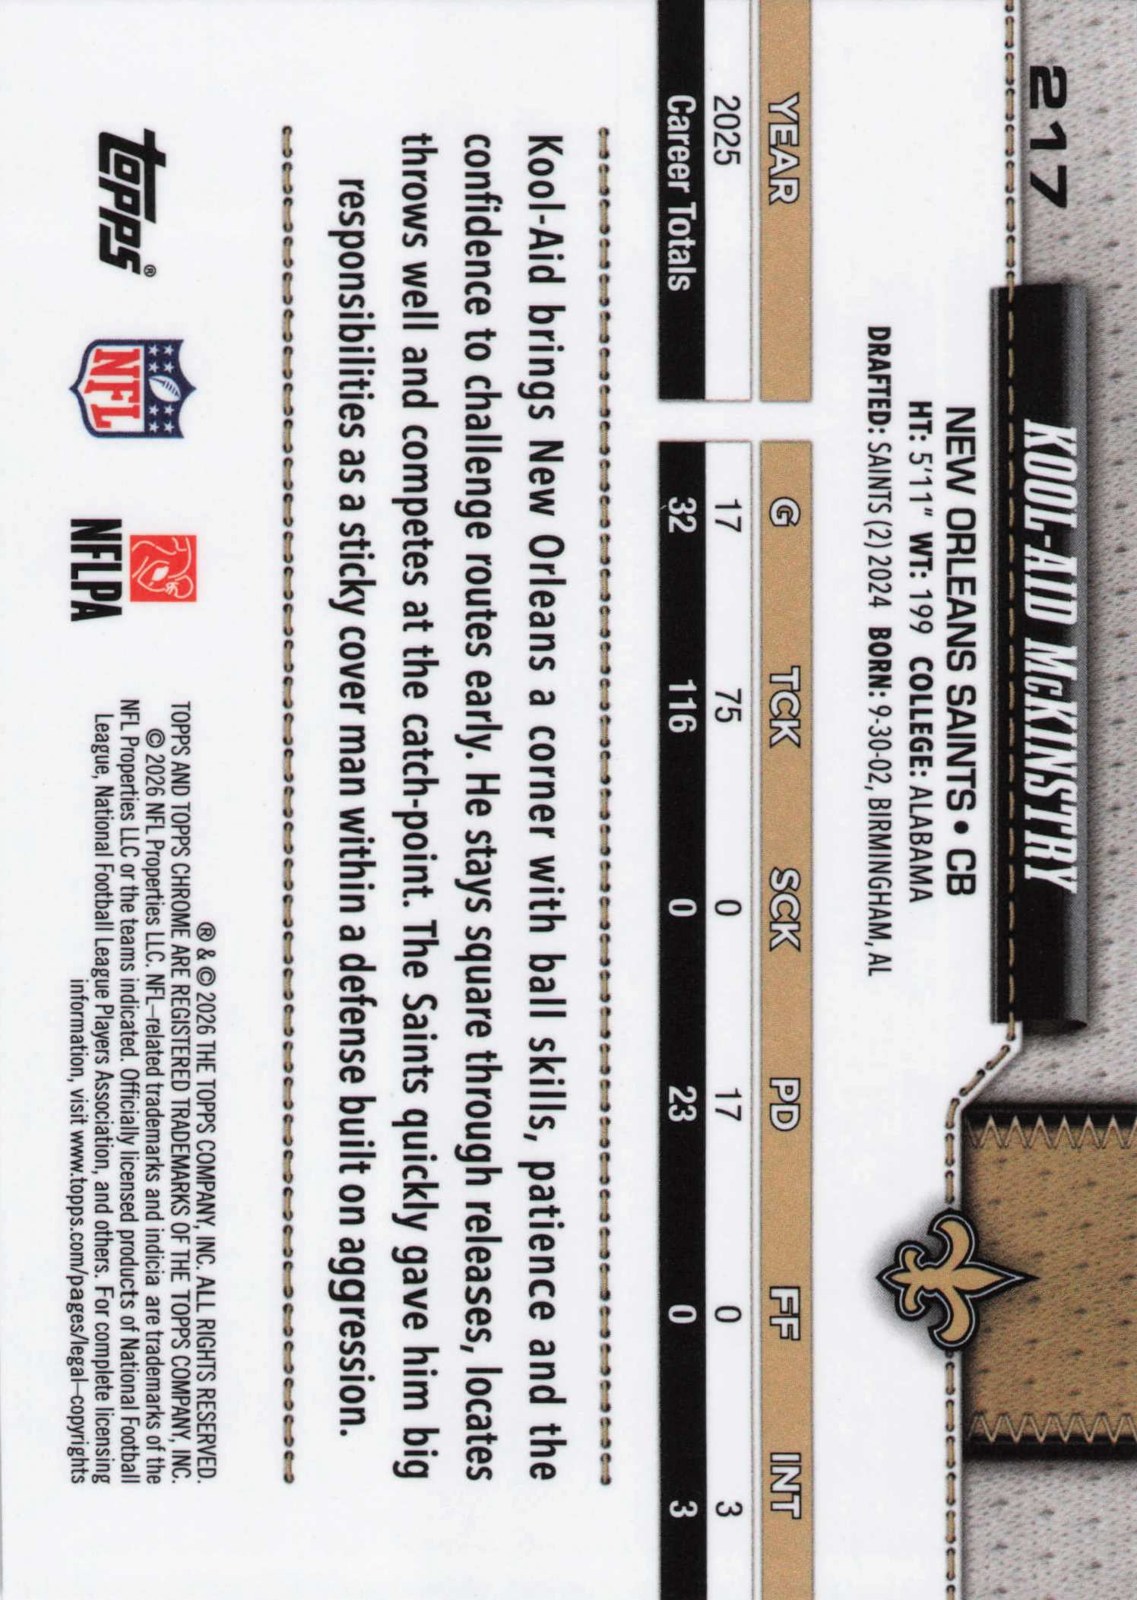 217
KOOL-AID McKINSTRY
NEW ORLEANS SAINTS • CB
HT: 5'11" WT: 199 COLLEGE: ALABAMA
DRAFTED: SAINTS (2) 2024 BORN: 9-30-02, BIRMINGHAM, AL
YEAR G TCK SCK PD FF INT
2025 17 75 0 17 0 3
Career Totals 32 116 0 23 0 3
Kool-Aid brings New Orleans a corner with ball skills, patience and the
confidence to challenge routes early. He stays square through releases, locates
throws well and competes at the catch-point. The Saints quickly gave him big
responsibilities as a sticky cover man within a defense built on aggression.
topps®
NFL
NFLPA
® & © 2026 THE TOPPS COMPANY, INC. ALL RIGHTS RESERVED.
TOPPS AND TOPPS CHROME ARE REGISTERED TRADEMARKS OF THE TOPPS COMPANY, INC.
© 2026 NFL Properties LLC. NFL-related trademarks and indicia are trademarks of the
NFL Properties LLC or the teams indicated. Officially licensed products of National Football
League, National Football League Players Association, and others. For complete licensing
information, visit www.topps.com/pages/legal-copyrights